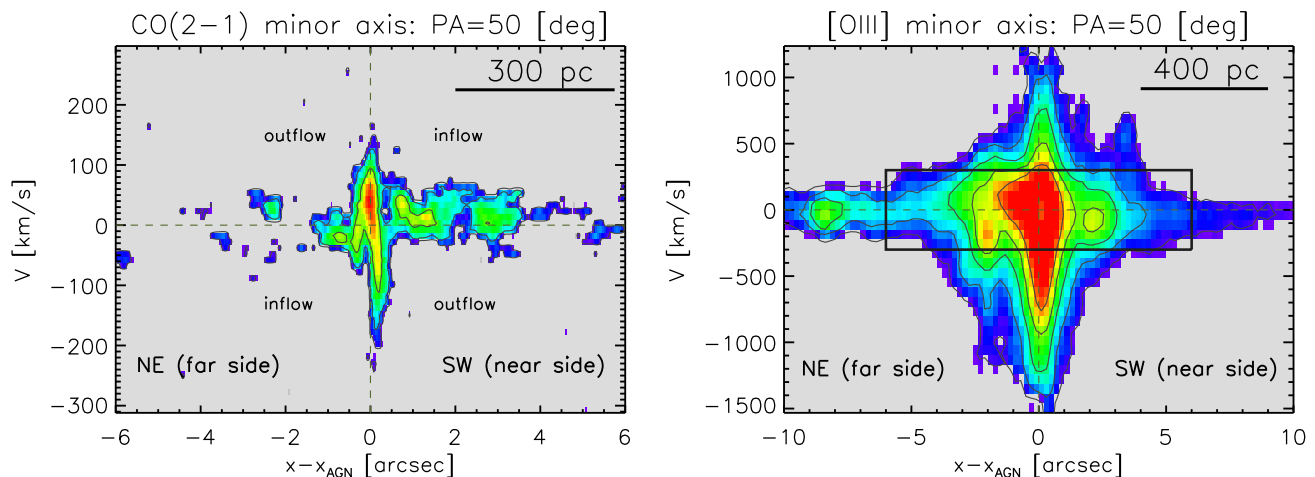 CO(2−1) minor axis: PA=50 [deg]
300 pc
outflow
inflow
inflow
outflow
NE (far side)
SW (near side)
200
100
0
−100
−200
−300
V [km/s]
−6
−4
−2
0
2
4
6
x−xAGN [arcsec]
[OIII] minor axis: PA=50 [deg]
400 pc
NE (far side)
SW (near side)
1000
500
0
−500
−1000
−1500
V [km/s]
−10
−5
0
5
10
x−xAGN [arcsec]